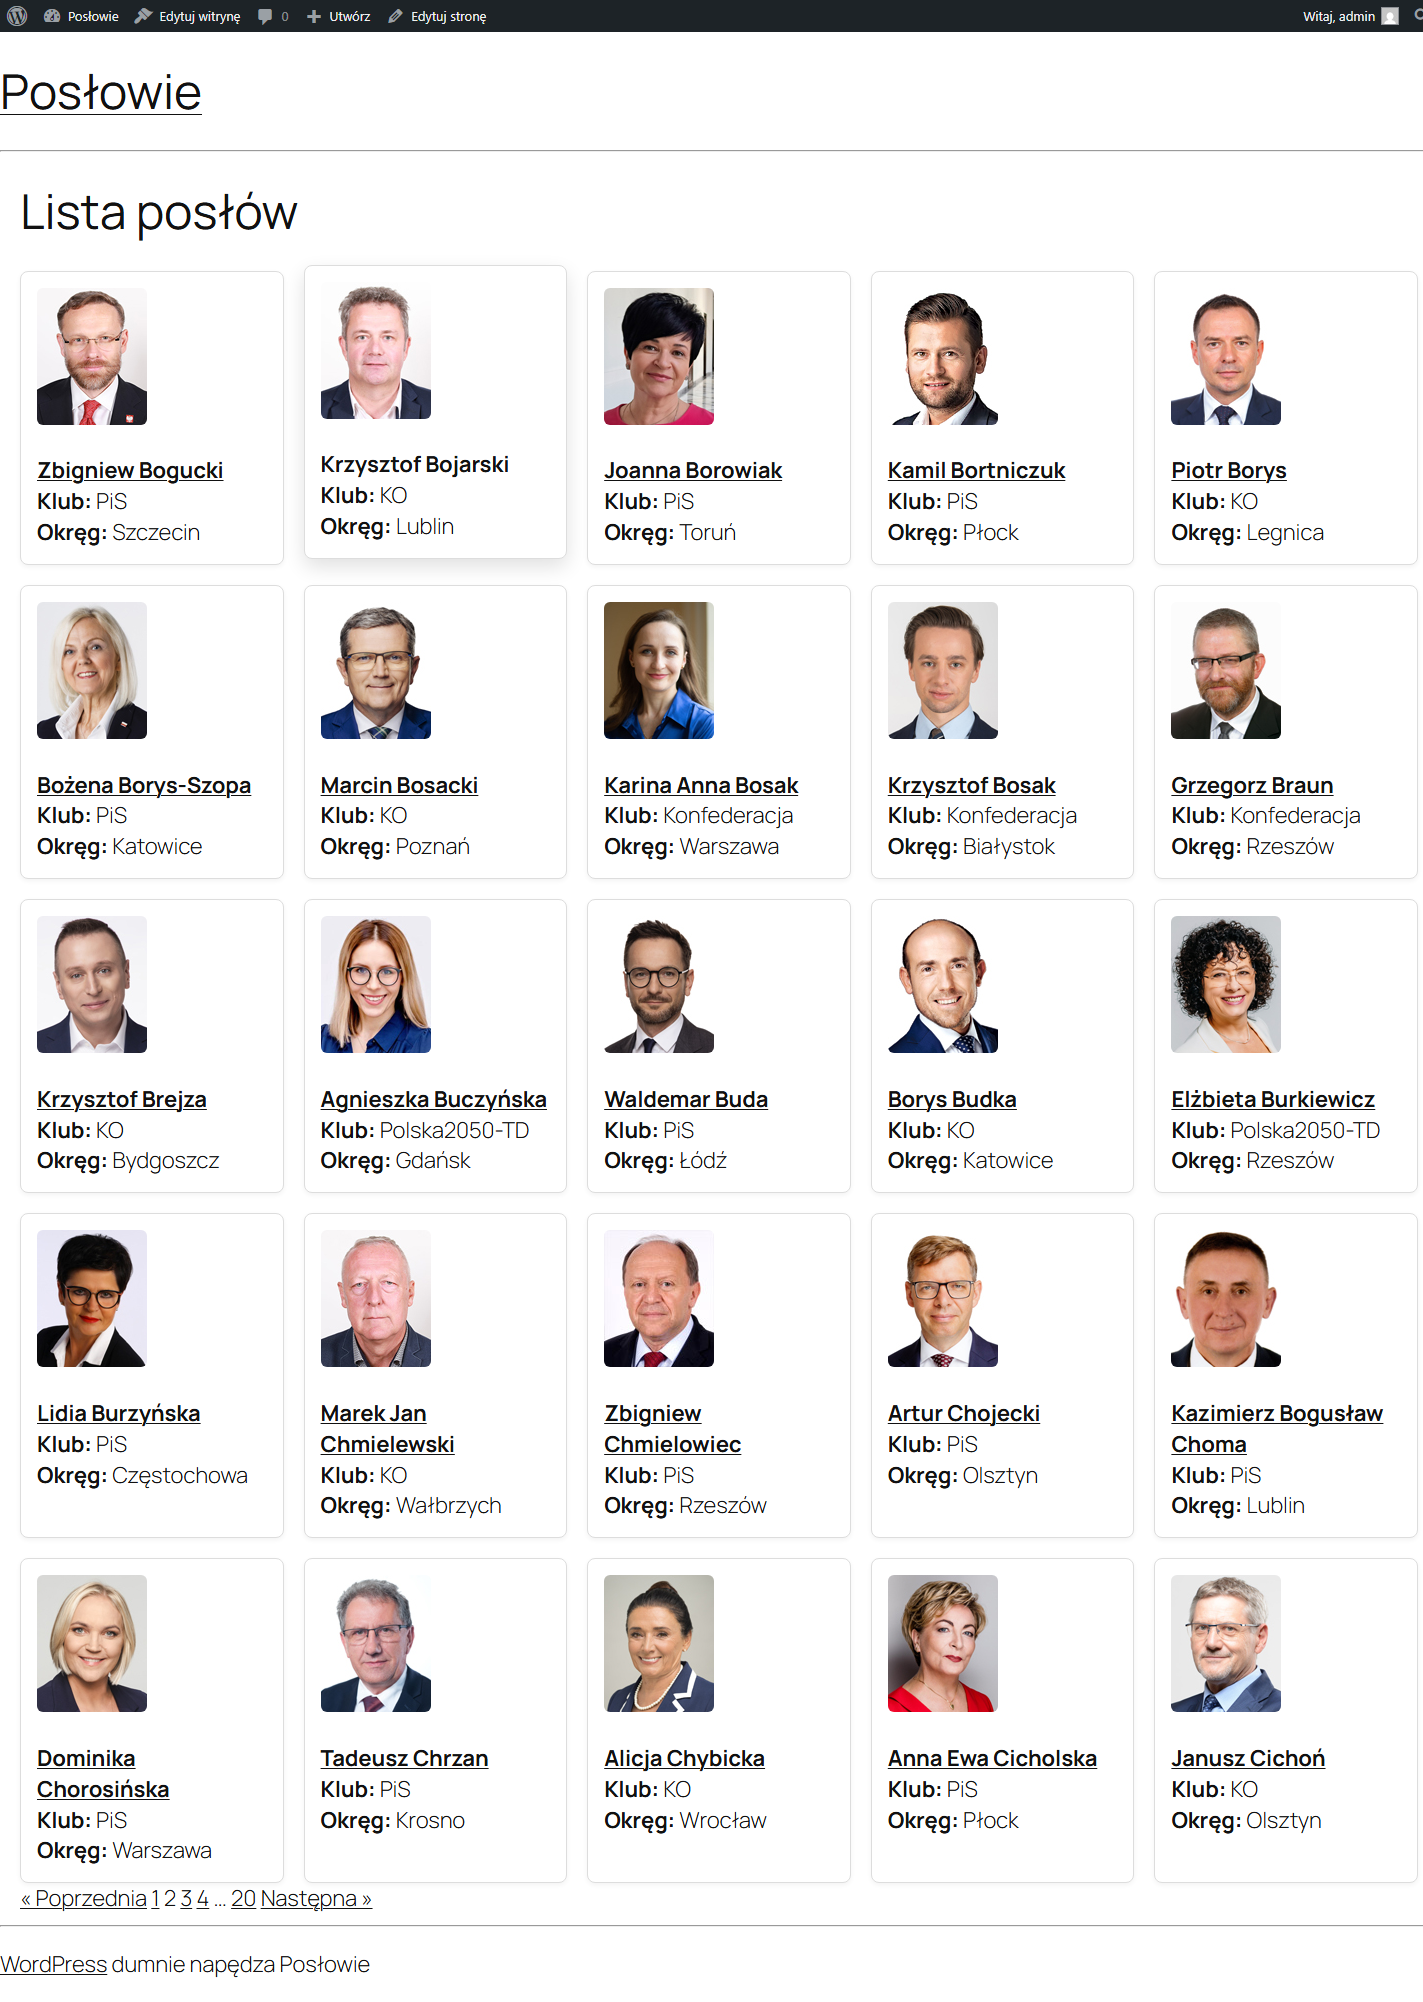 Posłowie Edytuj witrynę 0 Utwórz Edytuj stronę Witaj, admin
Posłowie
Lista posłów
Zbigniew Bogucki
Klub: PiS
Okręg: Szczecin
Krzysztof Bojarski
Klub: KO
Okręg: Lublin
Joanna Borowiak
Klub: PiS
Okręg: Toruń
Kamil Bortniczuk
Klub: PiS
Okręg: Płock
Piotr Borys
Klub: KO
Okręg: Legnica
Bożena Borys-Szopa
Klub: PiS
Okręg: Katowice
Marcin Bosacki
Klub: KO
Okręg: Poznań
Karina Anna Bosak
Klub: Konfederacja
Okręg: Warszawa
Krzysztof Bosak
Klub: Konfederacja
Okręg: Białystok
Grzegorz Braun
Klub: Konfederacja
Okręg: Rzeszów
Krzysztof Brejza
Klub: KO
Okręg: Bydgoszcz
Agnieszka Buczyńska
Klub: Polska2050-TD
Okręg: Gdańsk
Waldemar Buda
Klub: PiS
Okręg: Łódź
Borys Budka
Klub: KO
Okręg: Katowice
Elżbieta Burkiewicz
Klub: Polska2050-TD
Okręg: Rzeszów
Lidia Burzyńska
Klub: PiS
Okręg: Częstochowa
Marek Jan
Chmielewski
Klub: KO
Okręg: Wałbrzych
Zbigniew
Chmielowiec
Klub: PiS
Okręg: Rzeszów
Artur Chojecki
Klub: PiS
Okręg: Olsztyn
Kazimierz Bogusław
Choma
Klub: PiS
Okręg: Lublin
Dominika
Chorosińska
Klub: PiS
Okręg: Warszawa
Tadeusz Chrzan
Klub: PiS
Okręg: Krosno
Alicja Chybicka
Klub: KO
Okręg: Wrocław
Anna Ewa Cicholska
Klub: PiS
Okręg: Płock
Janusz Cichoń
Klub: KO
Okręg: Olsztyn
« Poprzednia 1 2 3 4 … 20 Następna »
WordPress dumnie napędza Posłowie